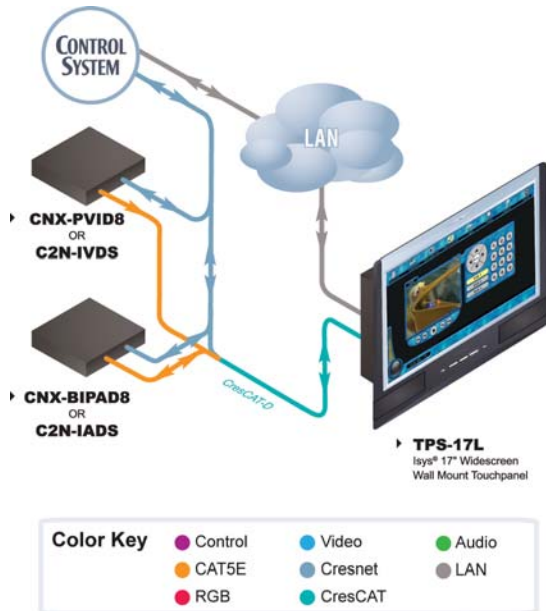 CONTROL
SYSTEM
LAN
CNX-PVID8
OR
C2N-IVDS
CNX-BIPAD8
OR
C2N-IADS
CresCAT-D
TPS-17L
Isys® 17" Widescreen
Wall Mount Touchpanel
Color Key
Control
Video
Audio
CAT5E
Cresnet
LAN
RGB
CresCAT